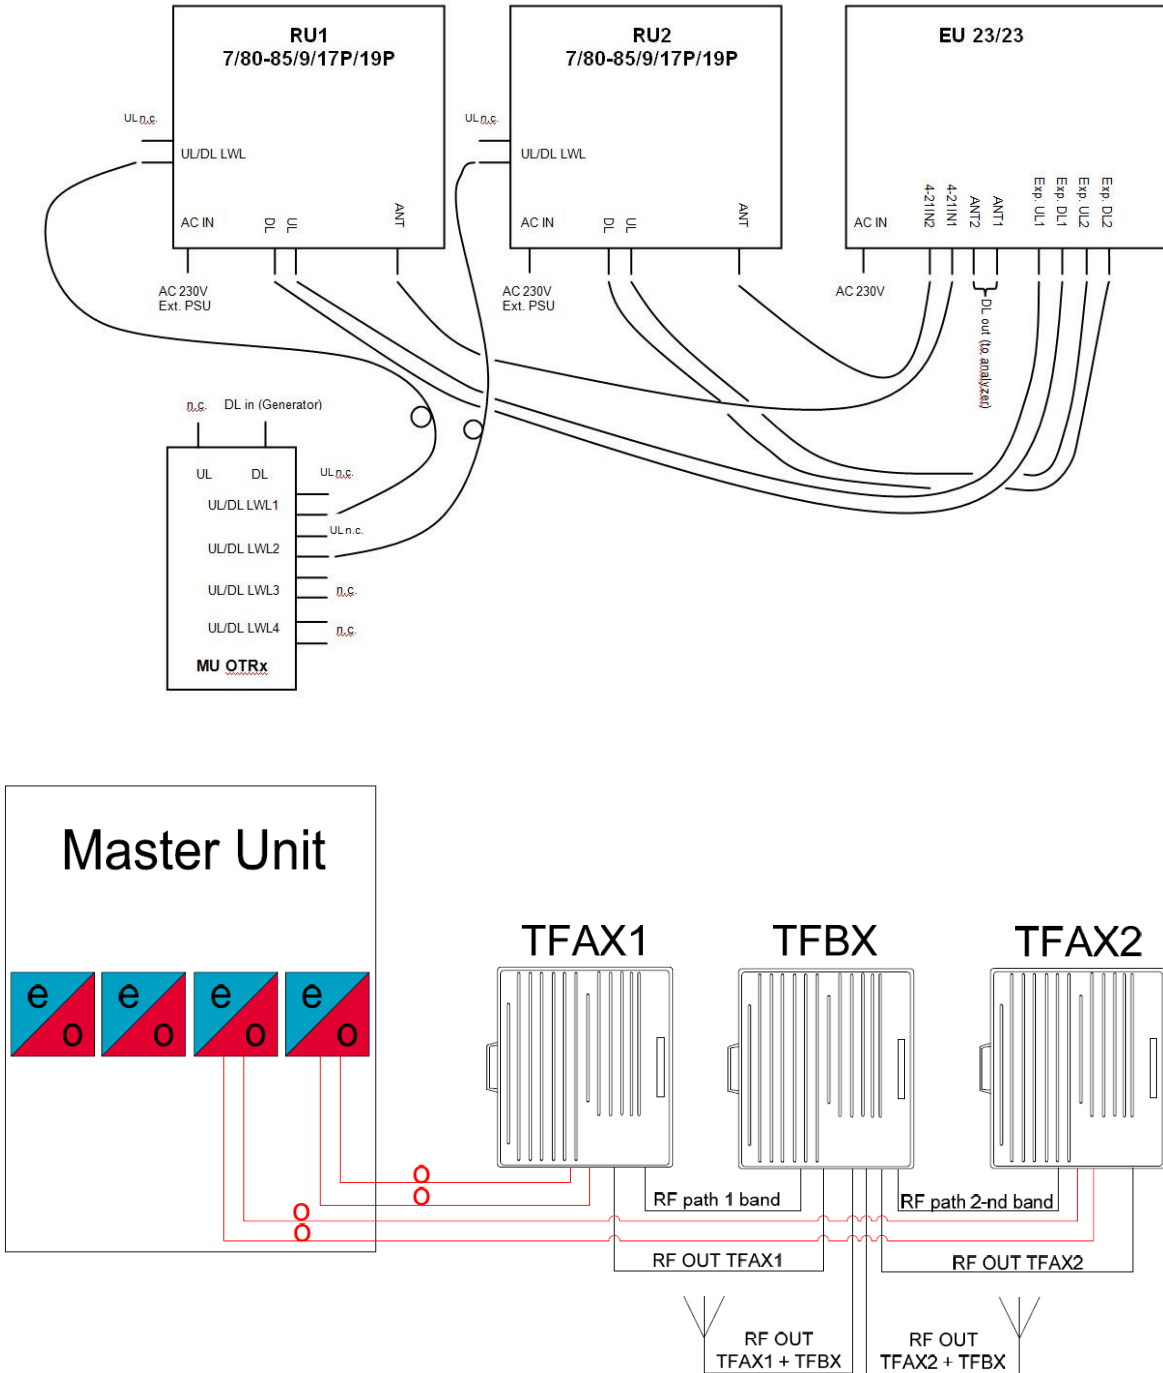 RU1
7/80-85/9/17P/19P
UL n.c.
UL/DL LWL
AC IN
DL
UL
ANT
AC 230V
Ext. PSU
RU2
7/80-85/9/17P/19P
UL n.c.
UL/DL LWL
AC IN
DL
UL
ANT
AC 230V
Ext. PSU
EU 23/23
AC IN
4-21IN2
4-21IN1
ANT2
ANT1
Exp. UL1
Exp. DL1
Exp. UL2
Exp. DL2
AC 230V
DL out (to analyzer)
n.c.
DL in (Generator)
UL
DL
UL n.c.
UL/DL LWL1
UL n.c.
UL/DL LWL2
UL/DL LWL3
n.c.
UL/DL LWL4
n.c.
MU OTRx
Master Unit
e
o
e
o
e
o
e
o
TFAX1
TFBX
TFAX2
RF path 1 band
RF path 2-nd band
RF OUT TFAX1
RF OUT TFAX2
RF OUT
TFAX1 + TFBX
RF OUT
TFAX2 + TFBX